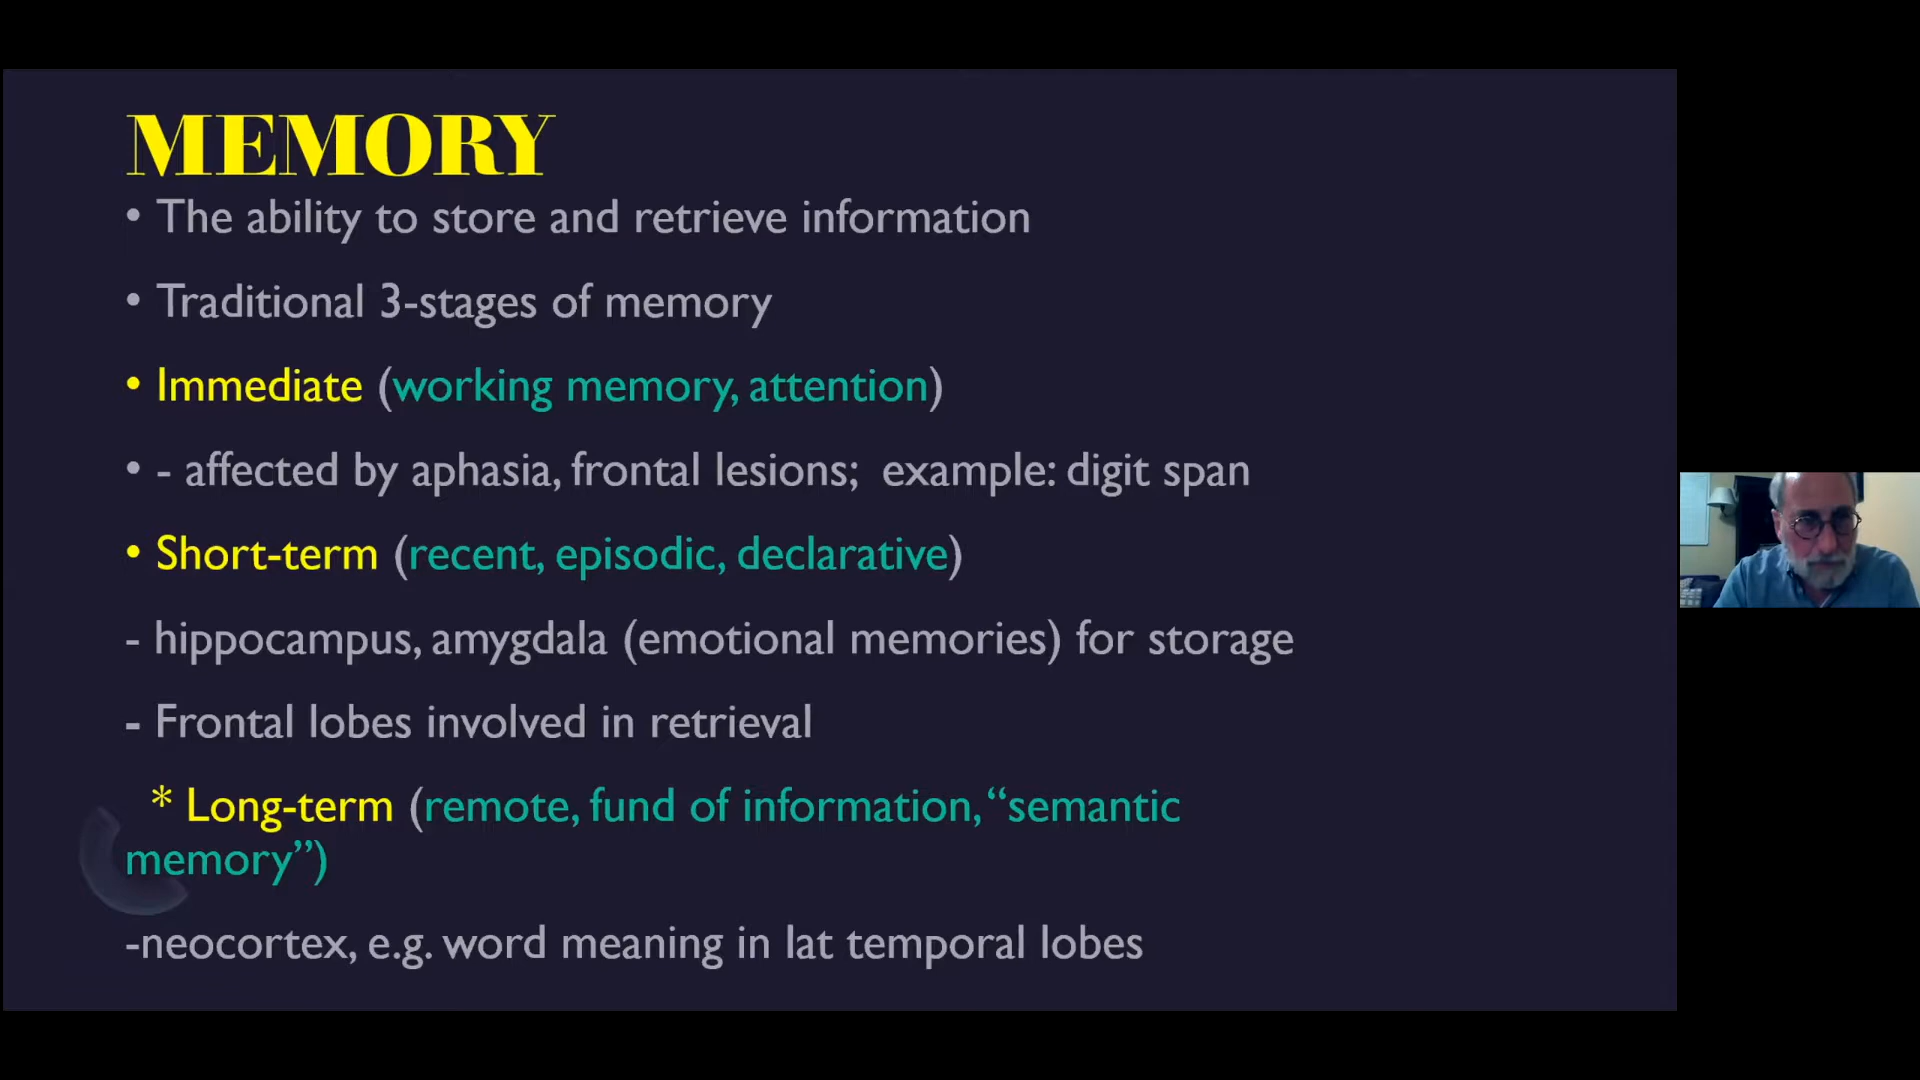 MEMORY
• The ability to store and retrieve information
• Traditional 3-stages of memory
• Immediate (working memory, attention)
• - affected by aphasia, frontal lesions;  example: digit span
• Short-term (recent, episodic, declarative)
- hippocampus, amygdala (emotional memories) for storage
- Frontal lobes involved in retrieval
* Long-term (remote, fund of information, “semantic
memory”)
-neocortex, e.g. word meaning in lat temporal lobes